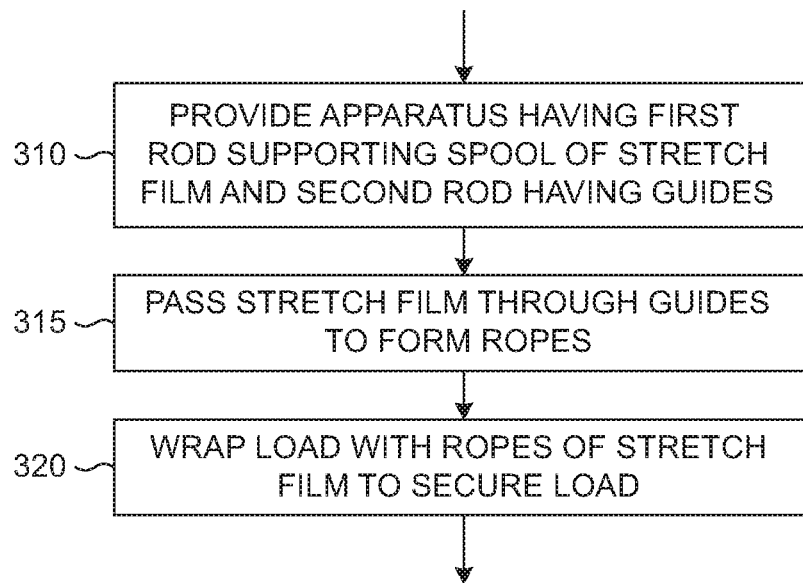 310
PROVIDE APPARATUS HAVING FIRST
ROD SUPPORTING SPOOL OF STRETCH
FILM AND SECOND ROD HAVING GUIDES
315
PASS STRETCH FILM THROUGH GUIDES
TO FORM ROPES
320
WRAP LOAD WITH ROPES OF STRETCH
FILM TO SECURE LOAD